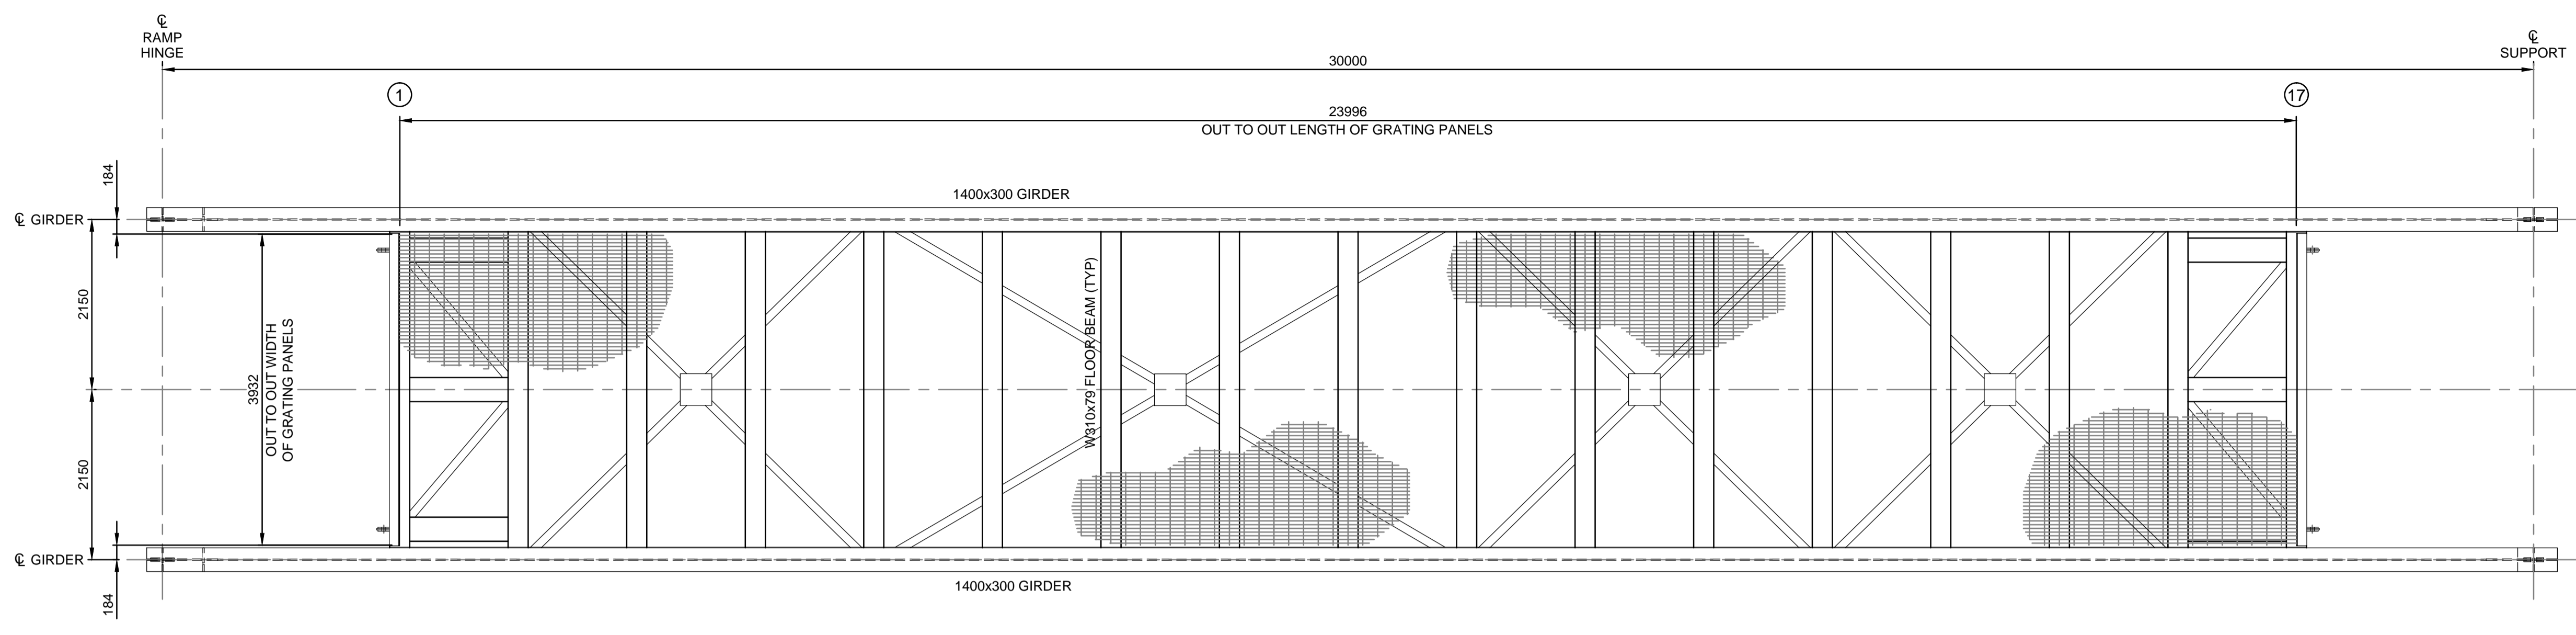 ℄
RAMP
HINGE
℄
SUPPORT
30000
1
17
23996
OUT TO OUT LENGTH OF GRATING PANELS
184
1400x300 GIRDER
℄ GIRDER
2150
3932
OUT TO OUT WIDTH
OF GRATING PANELS
W310x79 FLOOR BEAM (TYP)
2150
℄ GIRDER
1400x300 GIRDER
184